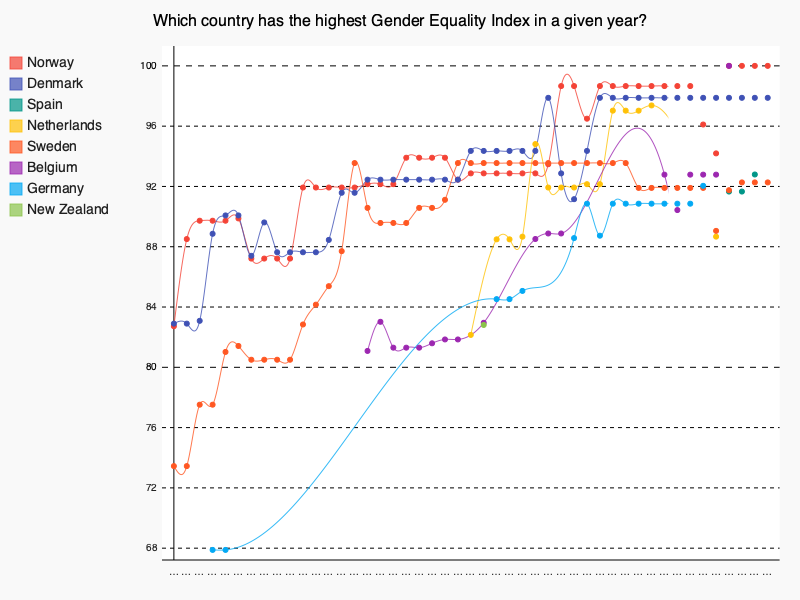 Which country has the highest Gender Equality Index in a given year?
Norway
Denmark
Spain
Netherlands
Sweden
Belgium
Germany
New Zealand
100
96
92
88
84
80
76
72
68
... ... ... ... ... ... ... ... ... ... ... ... ... ... ... ... ... ... ... ... ... ... ... ... ... ... ... ... ... ... ... ... ... ... ... ... ... ... ... ... ... ... ... ... ... ... ...